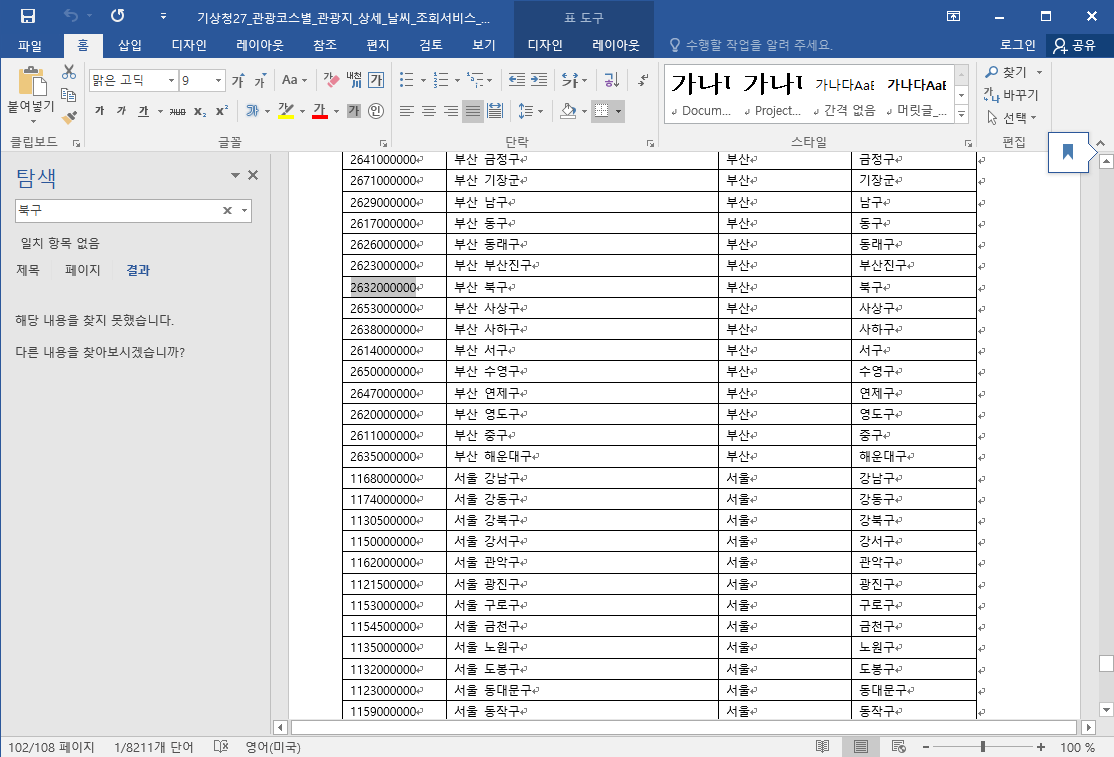 기상청27_관광코스별_관광지_상세_날씨_조회서비스_...
표 도구
파일 홈 삽입 디자인 레이아웃 참조 편지 검토 보기 디자인 레이아웃 수행할 작업을 알려 주세요. 로그인 공유
붙여넣기
맑은 고딕 9 가 가 Aa 내천 가
가 가 가 abc x₂ x² 가 가 가 가 인
가나ㄷ 가나ㄷ 가나다AaE 가나다AaE
Docum... Project... 간격 없음 머릿글_...
찾기
바꾸기
선택
클립보드 글꼴 단락 스타일 편집
탐색
북구
일치 항목 없음
제목 페이지 결과
해당 내용을 찾지 못했습니다.
다른 내용을 찾아보시겠습니까?
2641000000 부산 금정구 부산 금정구
2671000000 부산 기장군 부산 기장군
2629000000 부산 남구 부산 남구
2617000000 부산 동구 부산 동구
2626000000 부산 동래구 부산 동래구
2623000000 부산 부산진구 부산 부산진구
2632000000 부산 북구 부산 북구
2653000000 부산 사상구 부산 사상구
2638000000 부산 사하구 부산 사하구
2614000000 부산 서구 부산 서구
2650000000 부산 수영구 부산 수영구
2647000000 부산 연제구 부산 연제구
2620000000 부산 영도구 부산 영도구
2611000000 부산 중구 부산 중구
2635000000 부산 해운대구 부산 해운대구
1168000000 서울 강남구 서울 강남구
1174000000 서울 강동구 서울 강동구
1130500000 서울 강북구 서울 강북구
1150000000 서울 강서구 서울 강서구
1162000000 서울 관악구 서울 관악구
1121500000 서울 광진구 서울 광진구
1153000000 서울 구로구 서울 구로구
1154500000 서울 금천구 서울 금천구
1135000000 서울 노원구 서울 노원구
1132000000 서울 도봉구 서울 도봉구
1123000000 서울 동대문구 서울 동대문구
1159000000 서울 동작구 서울 동작구
102/108 페이지 1/8211개 단어 영어(미국) 100 %